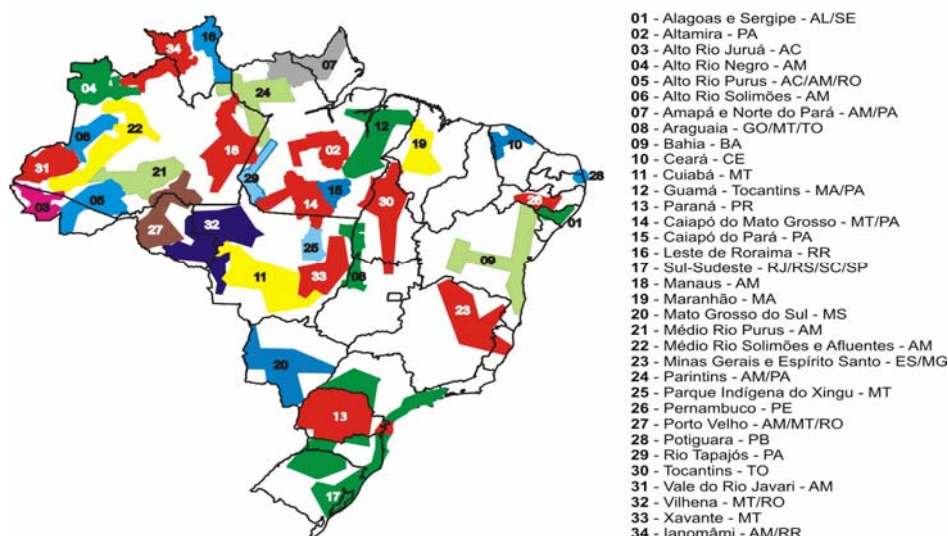 01 - Alagoas e Sergipe - AL/SE
02 - Altamira - PA
03 - Alto Rio Juruá - AC
04 - Alto Rio Negro - AM
05 - Alto Rio Purus - AC/AM/RO
06 - Alto Rio Solimões - AM
07 - Amapá e Norte do Pará - AM/PA
08 - Araguaia - GO/MT/TO
09 - Bahia - BA
10 - Ceará - CE
11 - Cuiabá - MT
12 - Guamá - Tocantins - MA/PA
13 - Paraná - PR
14 - Caiapó do Mato Grosso - MT/PA
15 - Caiapó do Pará - PA
16 - Leste de Roraima - RR
17 - Sul-Sudeste - RJ/RS/SC/SP
18 - Manaus - AM
19 - Maranhão - MA
20 - Mato Grosso do Sul - MS
21 - Médio Rio Purus - AM
22 - Médio Rio Solimões e Afluentes - AM
23 - Minas Gerais e Espírito Santo - ES/MG
24 - Parintins - AM/PA
25 - Parque Indígena do Xingu - MT
26 - Pernambuco - PE
27 - Porto Velho - AM/MT/RO
28 - Potiguara - PB
29 - Rio Tapajós - PA
30 - Tocantins - TO
31 - Vale do Rio Javari - AM
32 - Vilhena - MT/RO
33 - Xavante - MT
34 - Ianomâmi - AM/RR
34
16
07
04
24
22
06
12
19
10
18
02
31
21
29
15
28
03
05
14
30
26
01
27
32
25
09
11
33
08
23
20
13
17